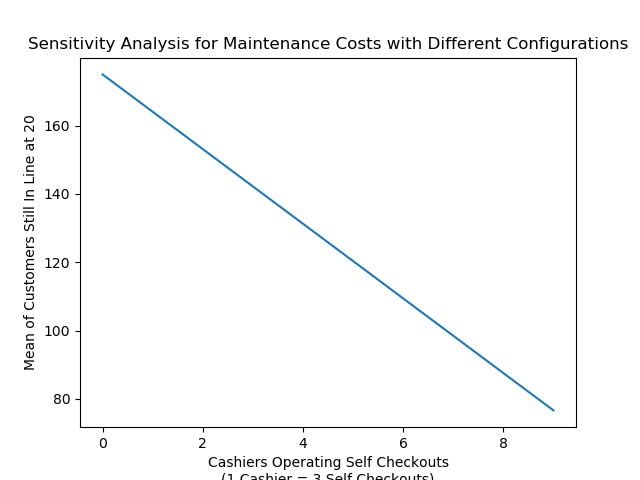 Sensitivity Analysis for Maintenance Costs with Different Configurations
Mean of Customers Still In Line at 20
160
140
120
100
80
0 2 4 6 8
Cashiers Operating Self Checkouts
(1 Cashier = 3 Self Checkouts)